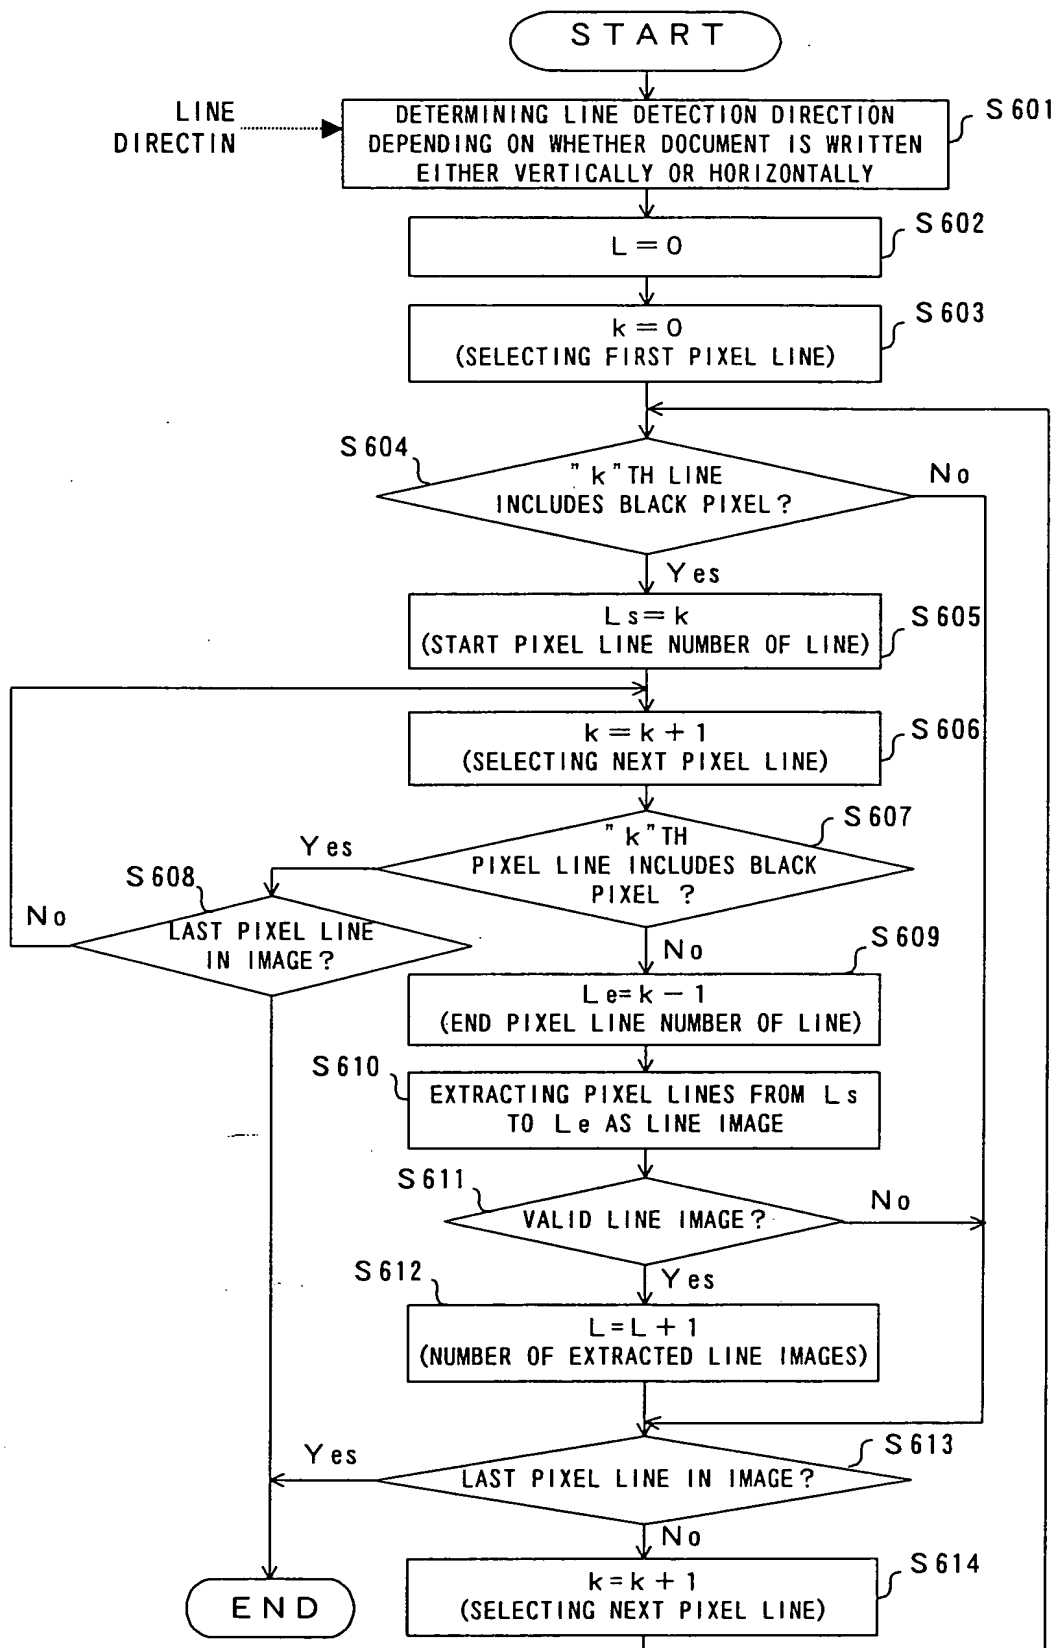 START
LINE
DIRECTIN
DETERMINING LINE DETECTION DIRECTION
DEPENDING ON WHETHER DOCUMENT IS WRITTEN
EITHER VERTICALLY OR HORIZONTALLY
S601
L=0
S602
k=0
(SELECTING FIRST PIXEL LINE)
S603
S604
"k"TH LINE
INCLUDES BLACK PIXEL?
No
Yes
Ls=k
(START PIXEL LINE NUMBER OF LINE)
S605
k=k+1
(SELECTING NEXT PIXEL LINE)
S606
"k"TH
PIXEL LINE INCLUDES BLACK
PIXEL ?
S607
Yes
S608
No
LAST PIXEL LINE
IN IMAGE?
No
S609
Le=k-1
(END PIXEL LINE NUMBER OF LINE)
S610
EXTRACTING PIXEL LINES FROM Ls
TO Le AS LINE IMAGE
S611
VALID LINE IMAGE?
No
Yes
S612
L=L+1
(NUMBER OF EXTRACTED LINE IMAGES)
S613
Yes
LAST PIXEL LINE IN IMAGE?
No
S614
k=k+1
(SELECTING NEXT PIXEL LINE)
END